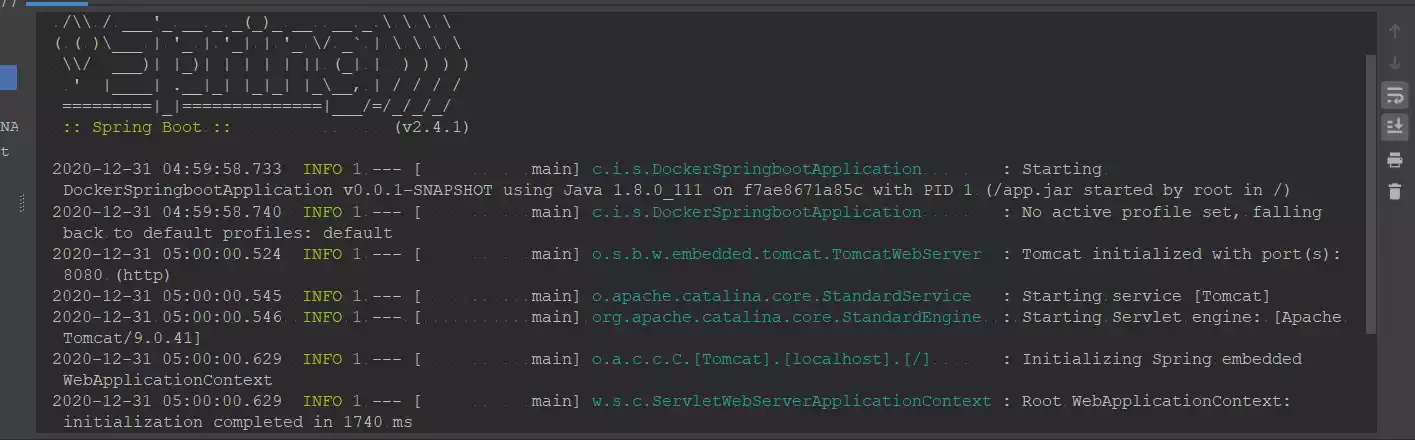 //
NA
t
 /\\ / ___'_ __ _ _(_)_ __  __ _ \ \ \ \
( ( )\___ | '_ | '_| | '_ \/ _` | \ \ \ \
 \\/  ___)| |_)| | | | | || (_| |  ) ) ) )
  '  |____| .__|_| |_|_| |_\__, | / / / /
 =========|_|==============|___/=/_/_/_/
 :: Spring Boot ::                (v2.4.1)
2020-12-31 04:59:58.733  INFO 1 --- [           main] c.i.s.DockerSpringbootApplication        : Starting
DockerSpringbootApplication v0.0.1-SNAPSHOT using Java 1.8.0_111 on f7ae8671a85c with PID 1 (/app.jar started by root in /)
2020-12-31 04:59:58.740  INFO 1 --- [           main] c.i.s.DockerSpringbootApplication        : No active profile set, falling
back to default profiles: default
2020-12-31 05:00:00.524  INFO 1 --- [           main] o.s.b.w.embedded.tomcat.TomcatWebServer  : Tomcat initialized with port(s):
8080 (http)
2020-12-31 05:00:00.545  INFO 1 --- [           main] o.apache.catalina.core.StandardService   : Starting service [Tomcat]
2020-12-31 05:00:00.546  INFO 1 --- [           main] org.apache.catalina.core.StandardEngine  : Starting Servlet engine: [Apache
Tomcat/9.0.41]
2020-12-31 05:00:00.629  INFO 1 --- [           main] o.a.c.c.C.[Tomcat].[localhost].[/]       : Initializing Spring embedded
WebApplicationContext
2020-12-31 05:00:00.629  INFO 1 --- [           main] w.s.c.ServletWebServerApplicationContext : Root WebApplicationContext:
initialization completed in 1740 ms